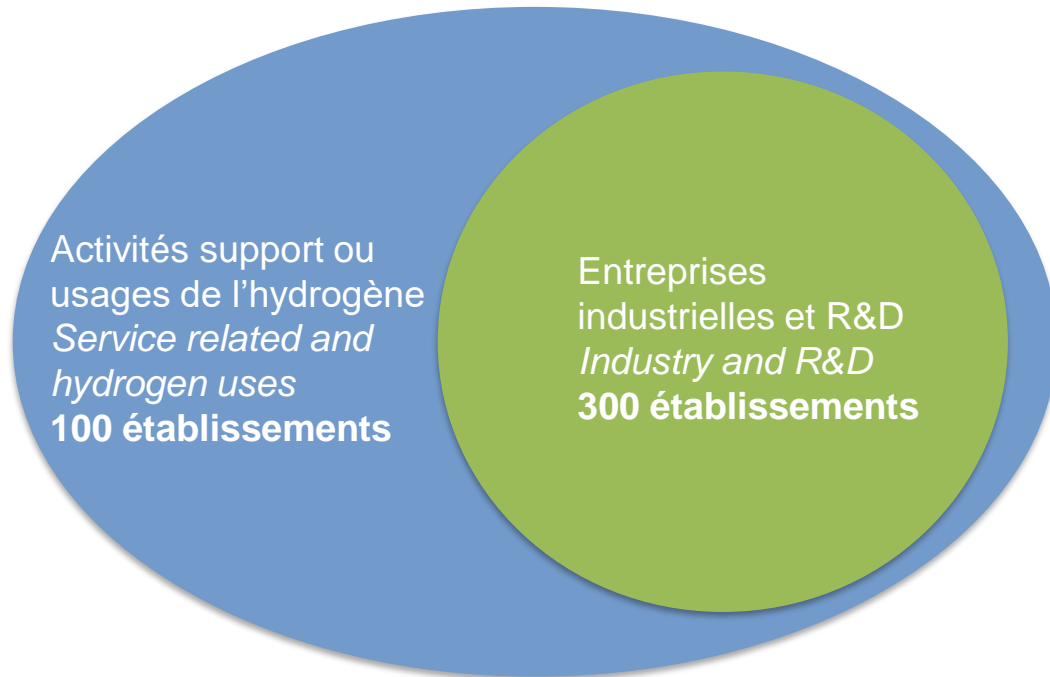 Activités support ou
usages de l’hydrogène
Service related and
hydrogen uses
100 établissements
Entreprises
industrielles et R&D
Industry and R&D
300 établissements